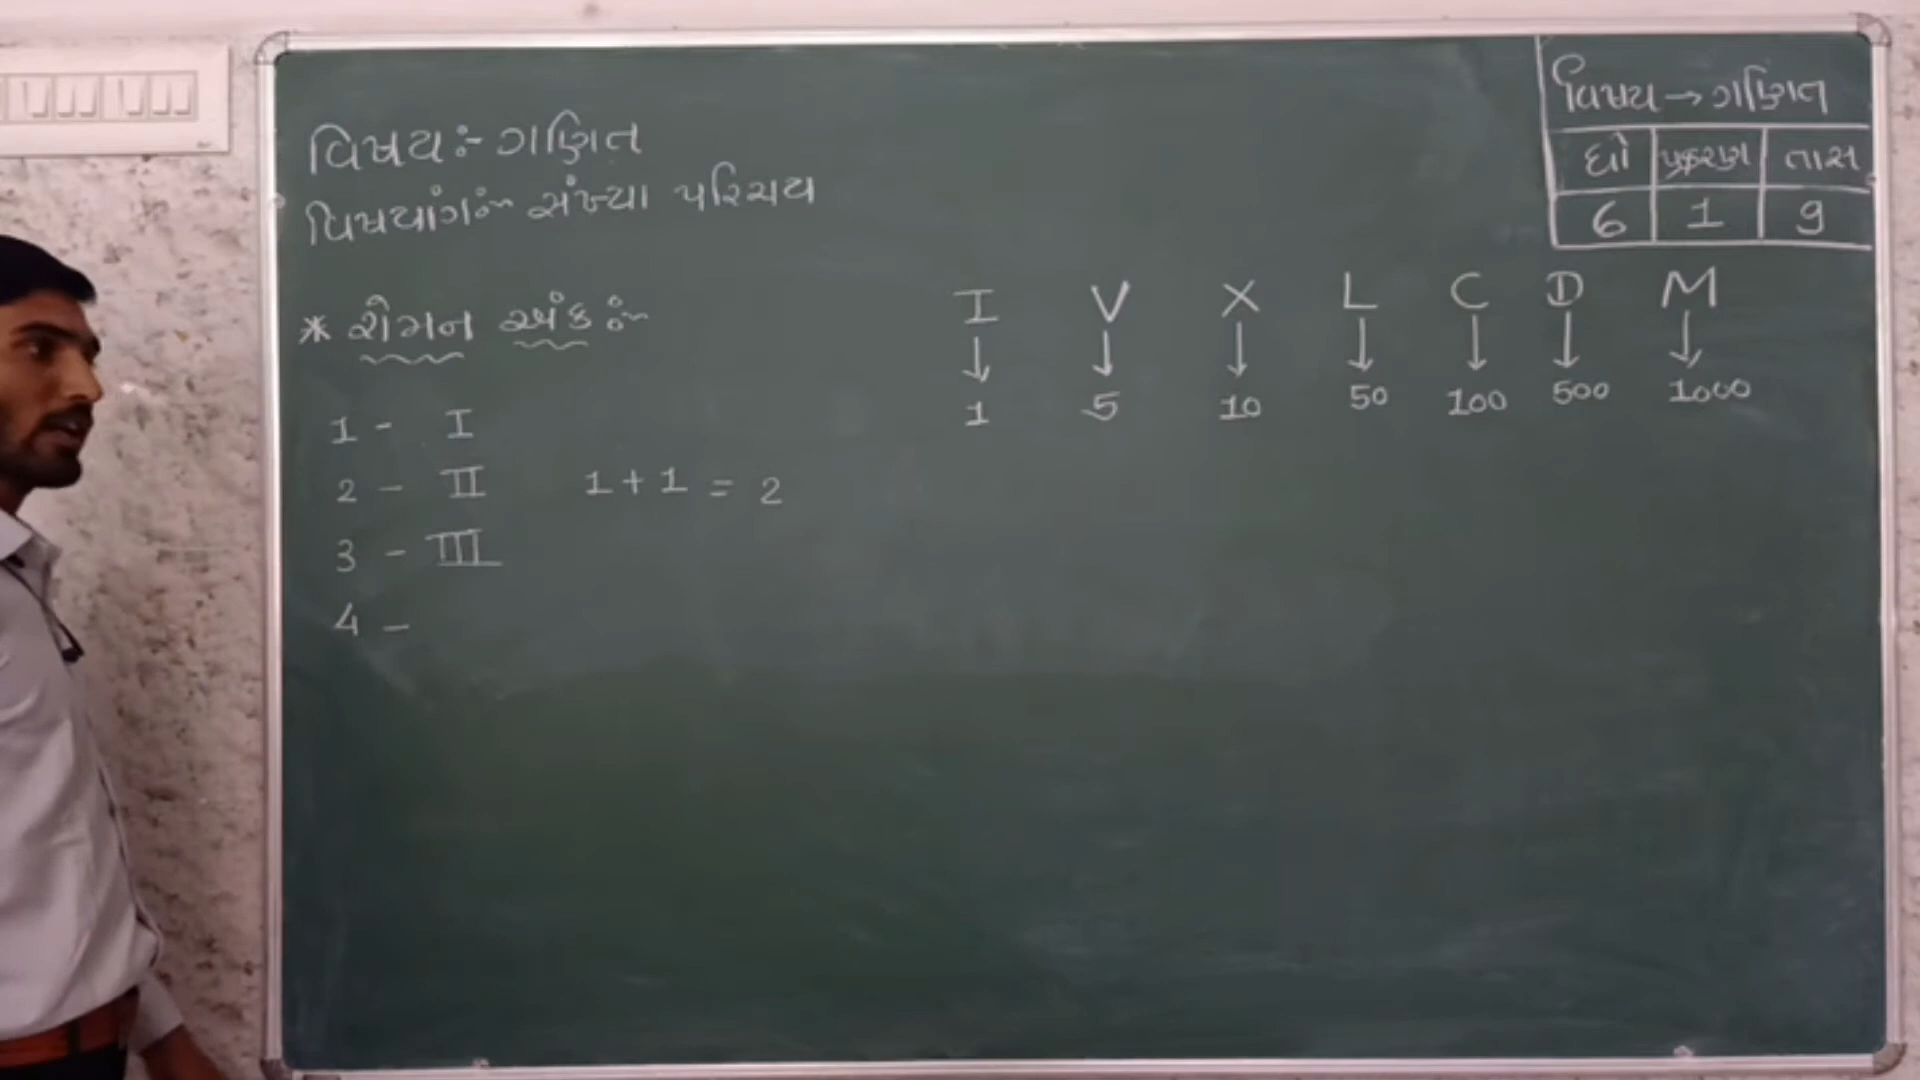 વિષય:- ગણિત
વિષયાંગ:- સંખ્યા પરિચય
વિષય → ગણિત
ધો પ્રકરણ તાસ
6 1 9
* રોમન અંક :-
I V X L C D M
↓ ↓ ↓ ↓ ↓ ↓ ↓
1 5 10 50 100 500 1000
1 - I
2 - II 1 + 1 = 2
3 - III
4 -